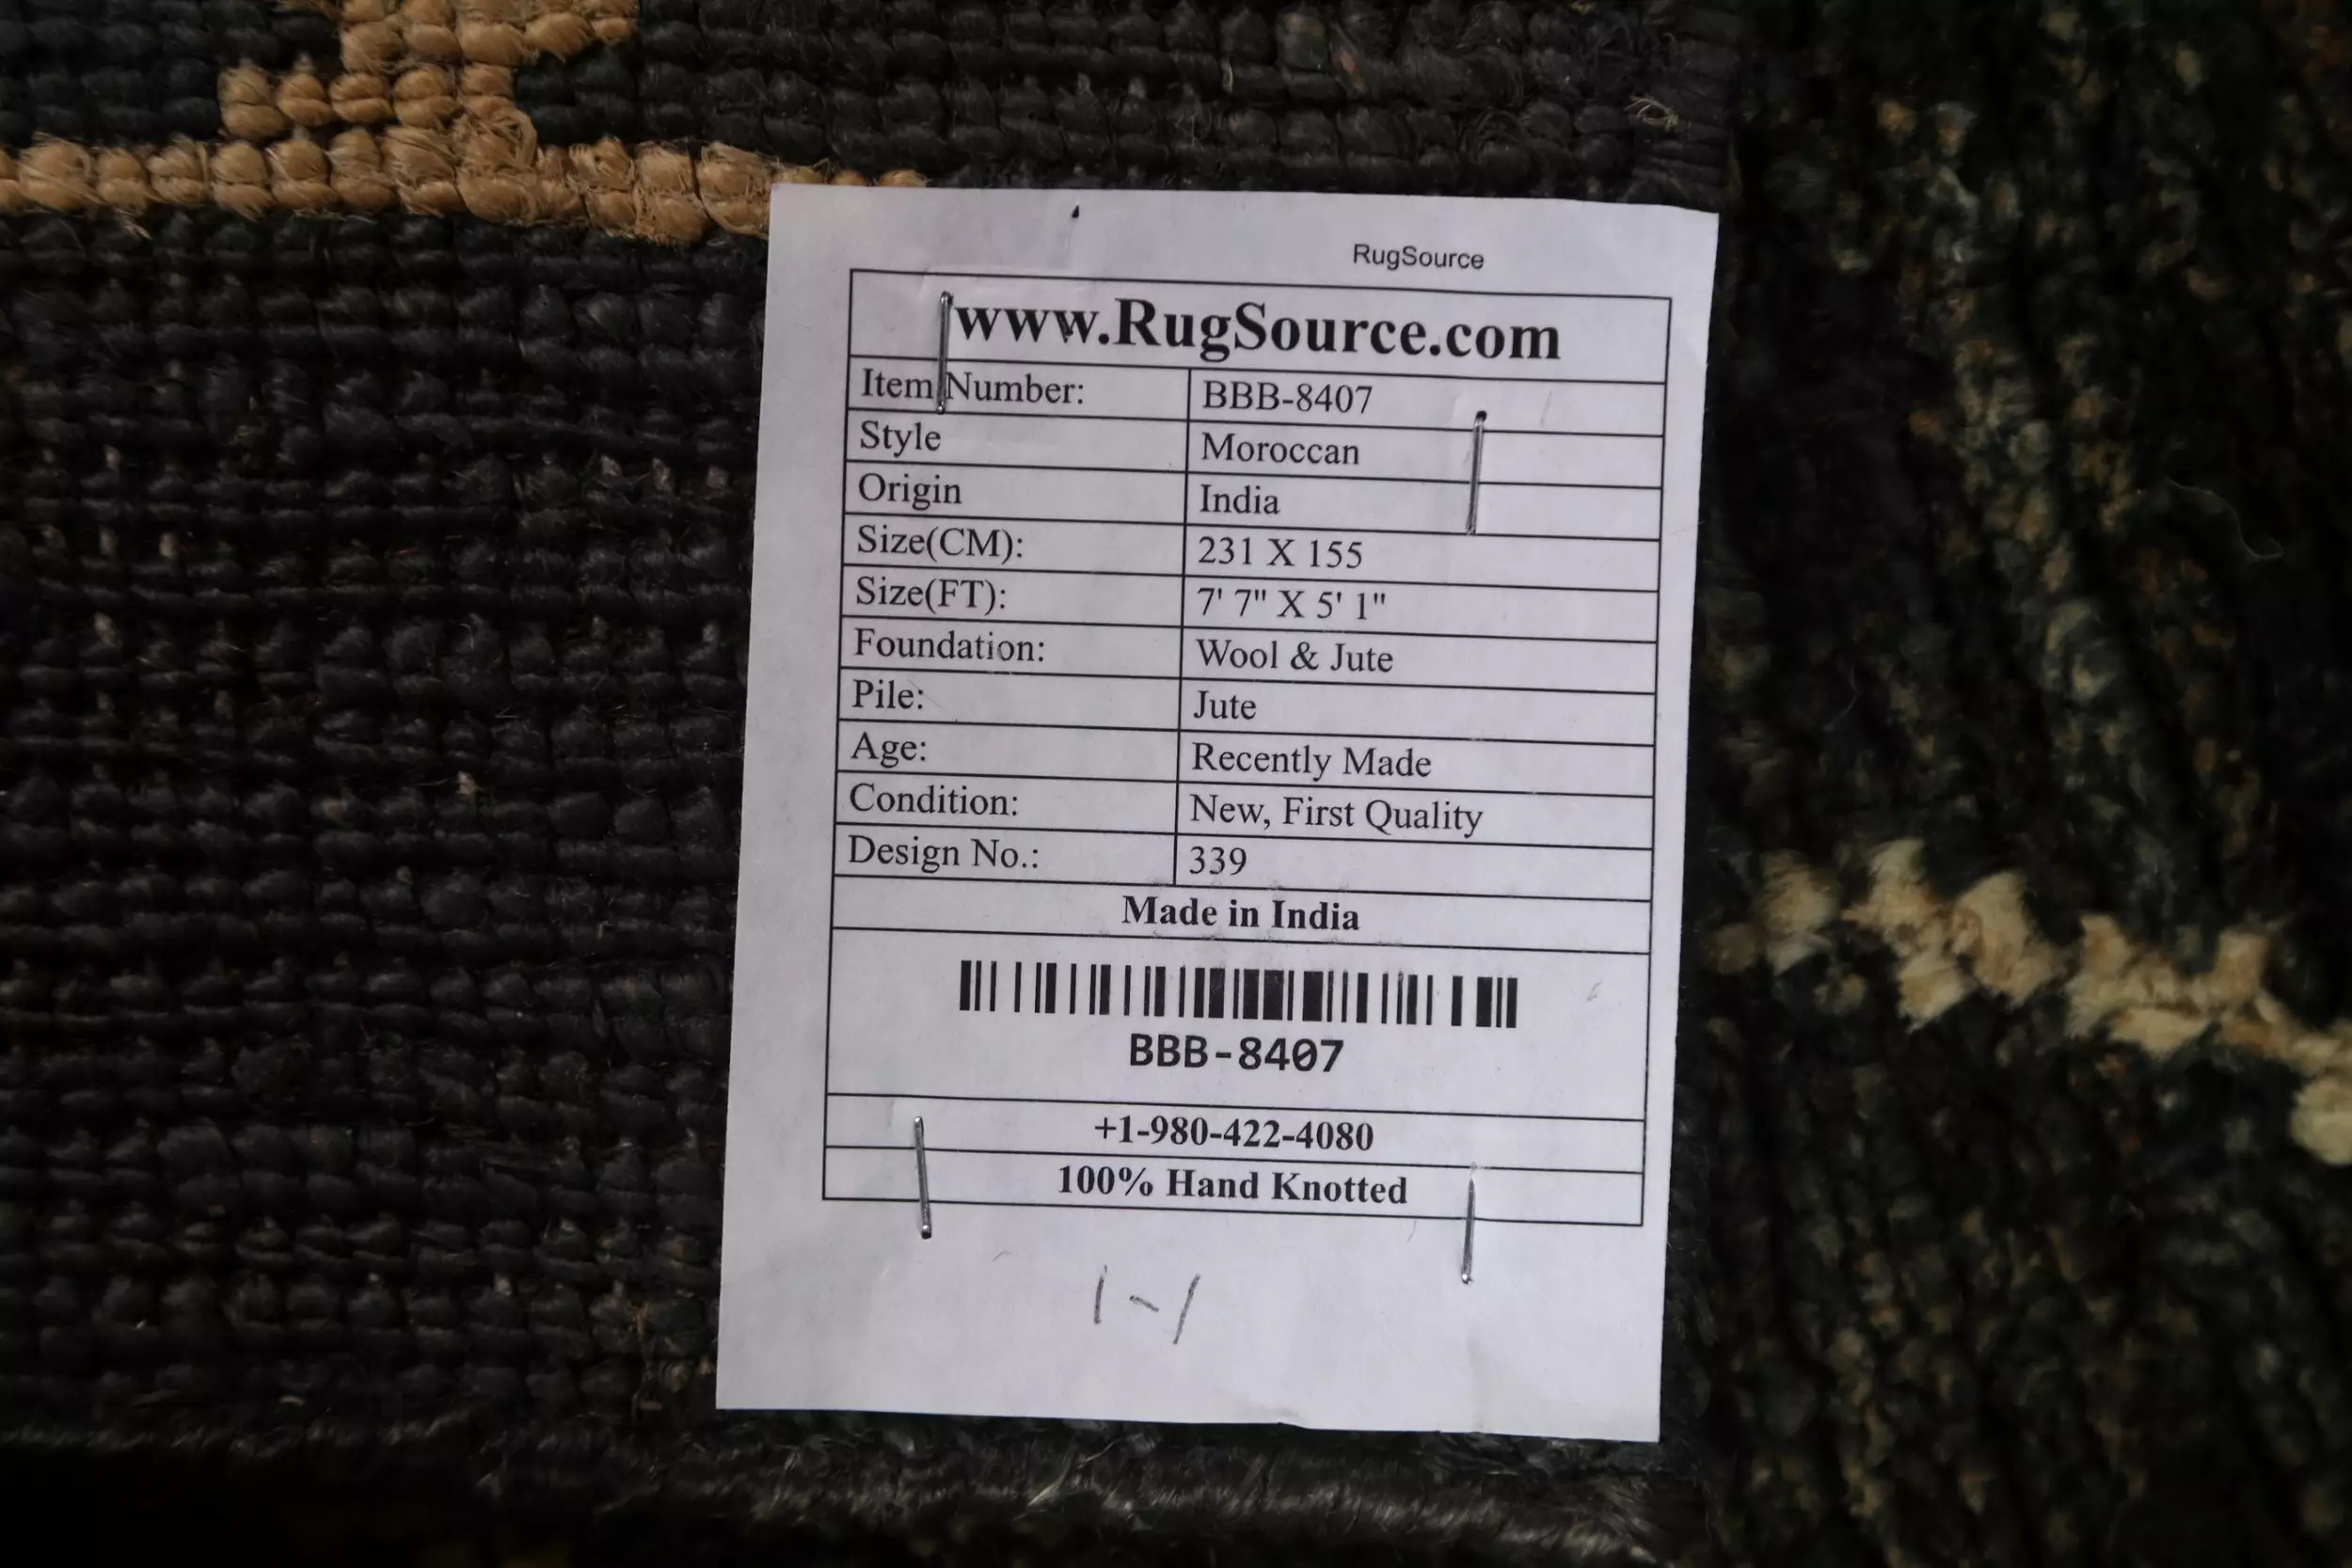 RugSource
www.RugSource.com
Item Number: BBB-8407
Style Moroccan
Origin India
Size(CM): 231 X 155
Size(FT): 7' 7" X 5' 1"
Foundation: Wool & Jute
Pile: Jute
Age: Recently Made
Condition: New, First Quality
Design No.: 339
Made in India
BBB-8407
+1-980-422-4080
100% Hand Knotted
1-1